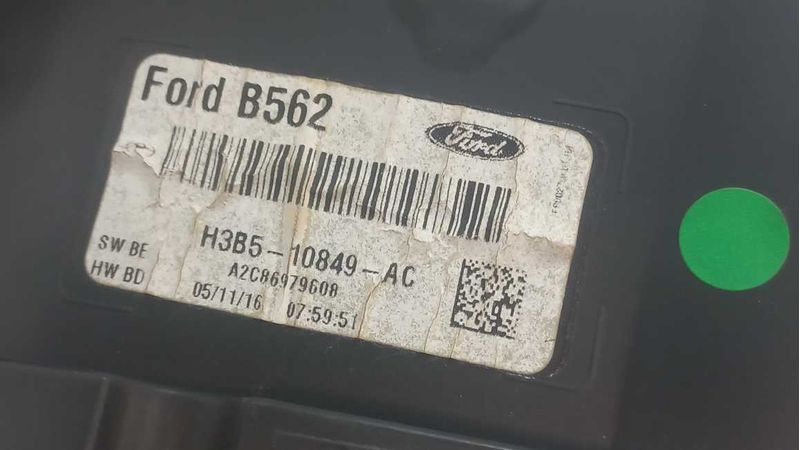 Ford B562
Ford
H3B5-10849-AC
SW BE
A2C86979608
HW BD
05/11/16 07:59:51